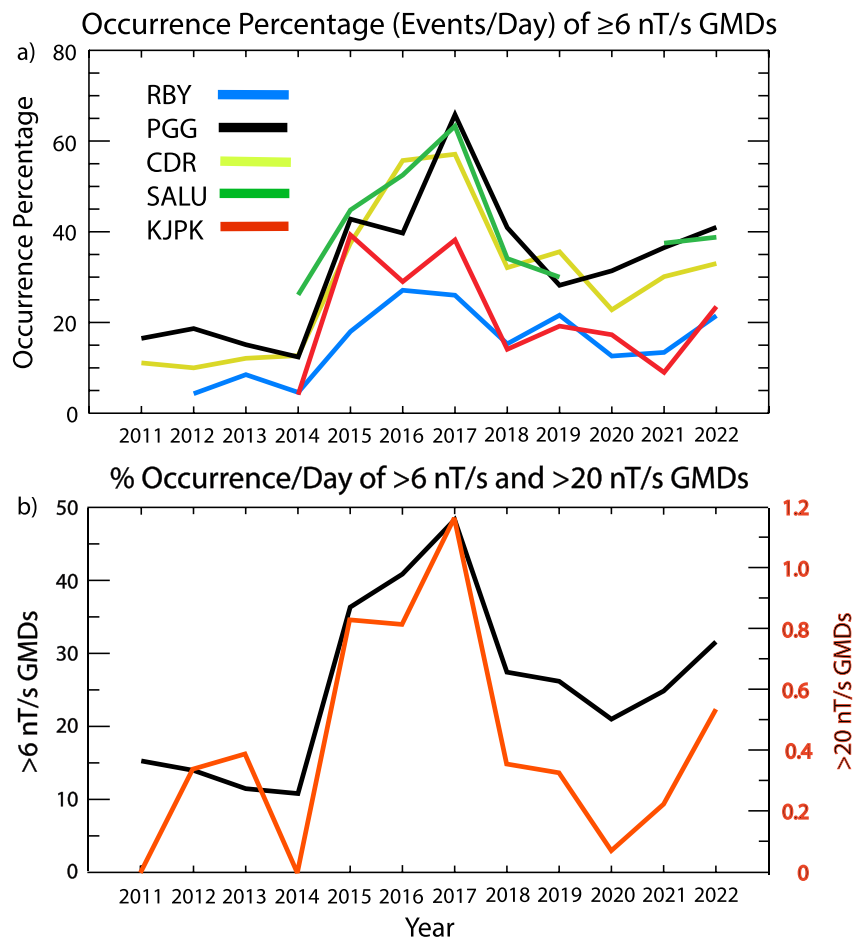 Occurrence Percentage (Events/Day) of ≥6 nT/s GMDs
a)
80
60
40
20
0
Occurrence Percentage
RBY
PGG
CDR
SALU
KJPK
2011 2012 2013 2014 2015 2016 2017 2018 2019 2020 2021 2022
% Occurrence/Day of >6 nT/s and >20 nT/s GMDs
b)
50
40
30
20
10
0
>6 nT/s GMDs
1.2
1.0
0.8
0.6
0.4
0.2
0
>20 nT/s GMDs
2011 2012 2013 2014 2015 2016 2017 2018 2019 2020 2021 2022
Year